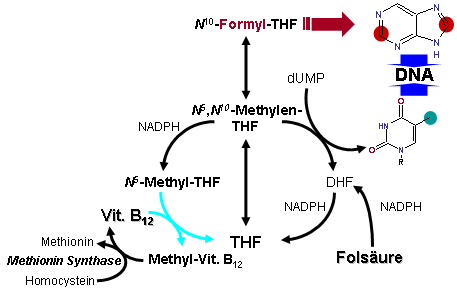 N10-Formyl-THF
N
N
N
N
H
DNA
dUMP
N5,N10-Methylen-
THF
NADPH
O
HN
O
N
R
N5-Methyl-THF
DHF
Vit. B12
NADPH
NADPH
Methionin
THF
Methionin Synthase
Methyl-Vit. B12
Folsäure
Homocystein